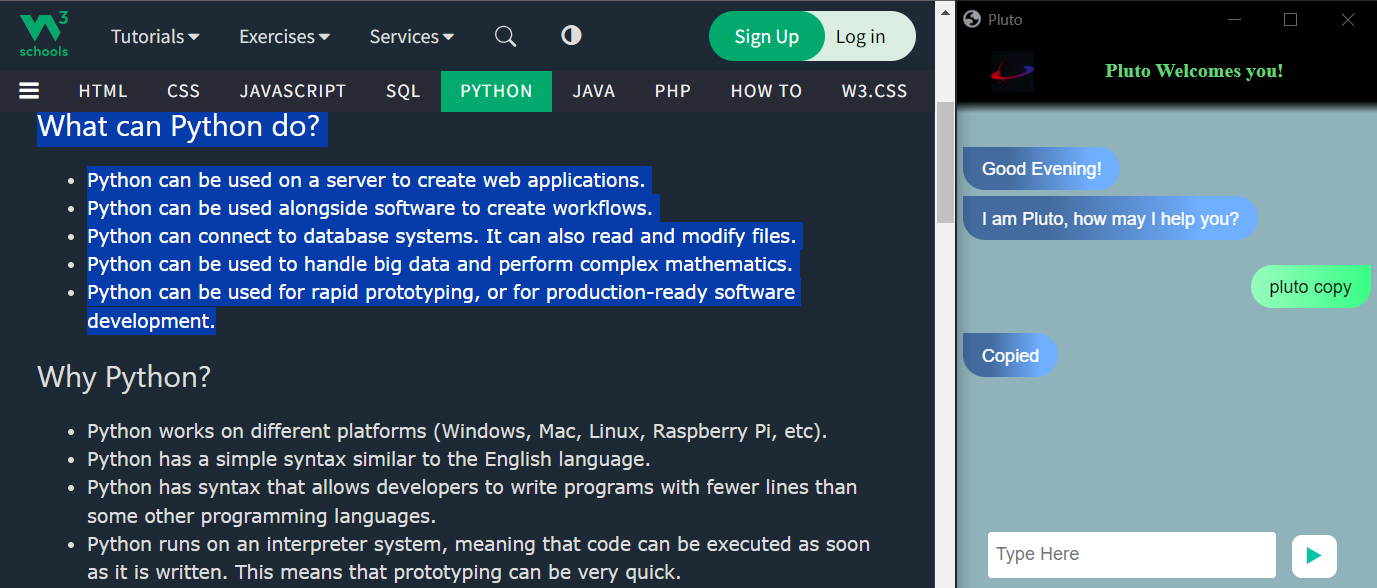 W3
schools
Tutorials Exercises Services
Sign Up Log in
HTML CSS JAVASCRIPT SQL PYTHON JAVA PHP HOW TO W3.CSS
What can Python do?
Python can be used on a server to create web applications.
Python can be used alongside software to create workflows.
Python can connect to database systems. It can also read and modify files.
Python can be used to handle big data and perform complex mathematics.
Python can be used for rapid prototyping, or for production-ready software
development.
Why Python?
Python works on different platforms (Windows, Mac, Linux, Raspberry Pi, etc).
Python has a simple syntax similar to the English language.
Python has syntax that allows developers to write programs with fewer lines than
some other programming languages.
Python runs on an interpreter system, meaning that code can be executed as soon
as it is written. This means that prototyping can be very quick.
Pluto
Pluto Welcomes you!
Good Evening!
I am Pluto, how may I help you?
pluto copy
Copied
Type Here